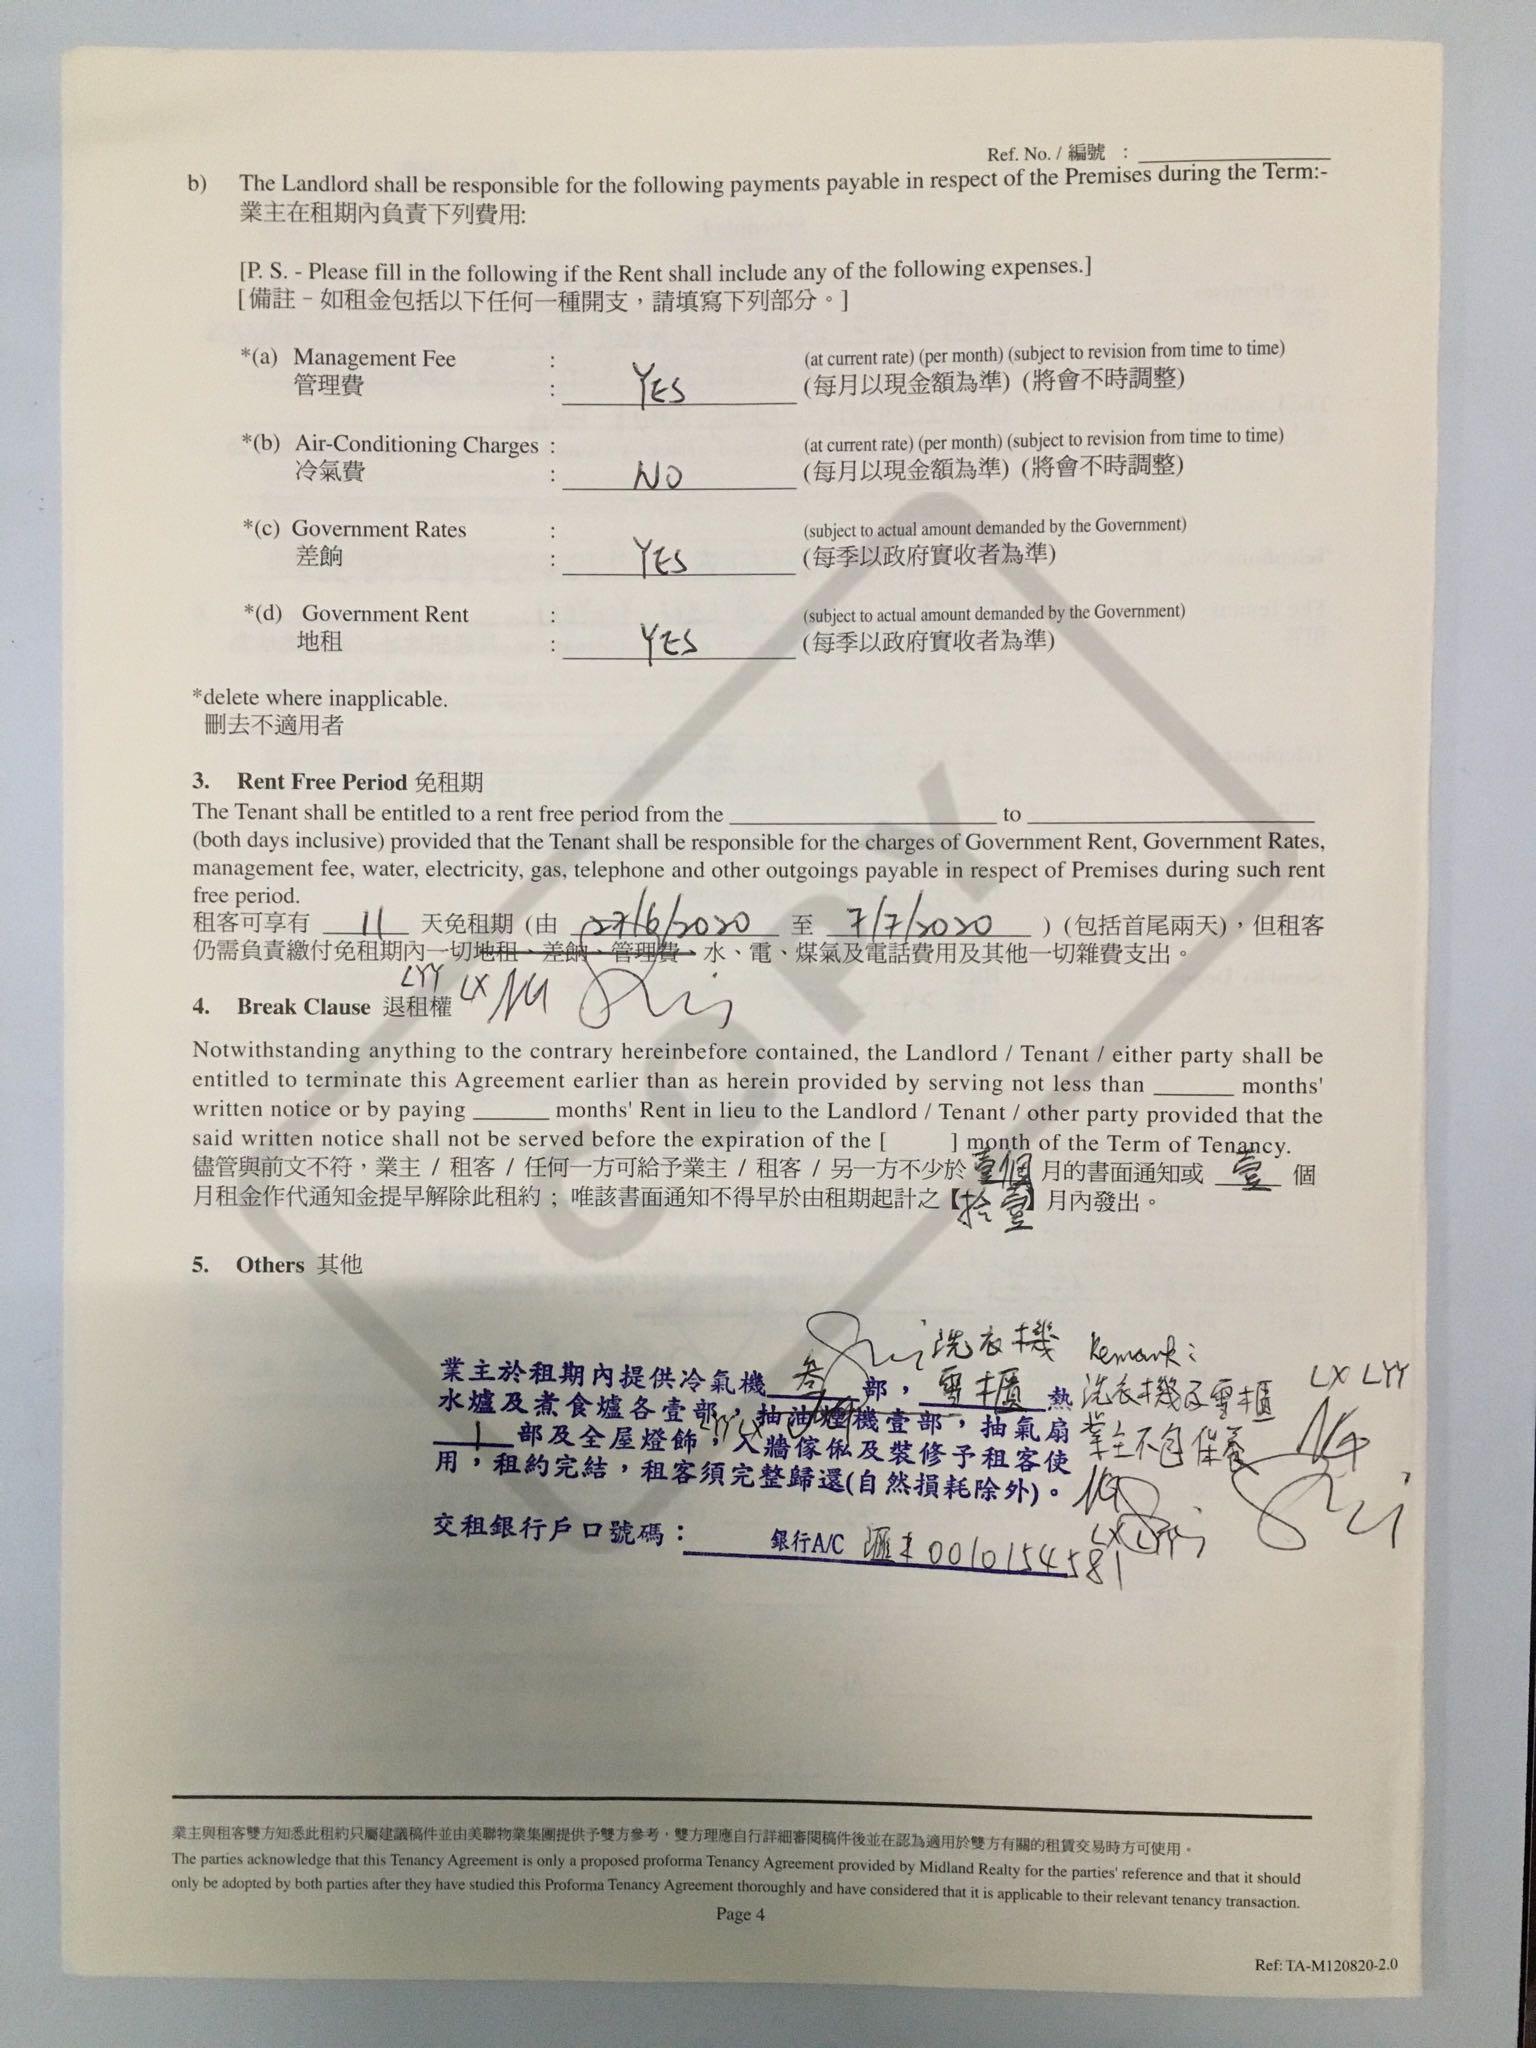 Ref. No. / 編號 :
b) The Landlord shall be responsible for the following payments payable in respect of the Premises during the Term:-
業主在租期內負責下列費用:
[P. S. - Please fill in the following if the Rent shall include any of the following expenses.]
[備註－如租金包括以下任何一種開支，請填寫下列部分。]
*(a) Management Fee : (at current rate) (per month) (subject to revision from time to time)
管理費 : YES (每月以現金額為準) (將會不時調整)
*(b) Air-Conditioning Charges : (at current rate) (per month) (subject to revision from time to time)
冷氣費 : NO (每月以現金額為準) (將會不時調整)
*(c) Government Rates : (subject to actual amount demanded by the Government)
差餉 : YES (每季以政府實收者為準)
*(d) Government Rent : (subject to actual amount demanded by the Government)
地租 : YES (每季以政府實收者為準)
*delete where inapplicable.
刪去不適用者
3. Rent Free Period 免租期
The Tenant shall be entitled to a rent free period from the to
(both days inclusive) provided that the Tenant shall be responsible for the charges of Government Rent, Government Rates,
management fee, water, electricity, gas, telephone and other outgoings payable in respect of Premises during such rent
free period.
租客可享有 11 天免租期 (由 27/6/2020 至 7/7/2020 ) (包括首尾兩天)，但租客
仍需負責繳付免租期內一切地租、差餉、管理費、水、電、煤氣及電話費用及其他一切雜費支出。
LYY LX
4. Break Clause 退租權
Notwithstanding anything to the contrary hereinbefore contained, the Landlord / Tenant / either party shall be
entitled to terminate this Agreement earlier than as herein provided by serving not less than months'
written notice or by paying months' Rent in lieu to the Landlord / Tenant / other party provided that the
said written notice shall not be served before the expiration of the [ ] month of the Term of Tenancy.
儘管與前文不符，業主 / 租客 / 任何一方可給予業主 / 租客 / 另一方不少於 壹個 月的書面通知或 壹 個
月租金作代通知金提早解除此租約；唯該書面通知不得早於由租期起計之【拾壹】月內發出。
5. Others 其他
洗衣機
業主於租期內提供冷氣機 叁 部， 雪櫃 熱
水爐及煮食爐各壹部，抽油煙機壹部，抽氣扇
1 部及全屋燈飾，入牆傢俬及裝修予租客使
用，租約完結，租客須完整歸還(自然損耗除外)。
Remark:
洗衣機及雪櫃
業主不包保養
LX LYY
LYY LX
LX LYY
交租銀行戶口號碼： 銀行A/C 匯丰 0010154581
業主與租客雙方知悉此租約只屬建議稿件並由美聯物業集團提供予雙方參考，雙方理應自行詳細審閱稿件後並在認為適用於雙方有關的租賃交易時方可使用。
The parties acknowledge that this Tenancy Agreement is only a proposed proforma Tenancy Agreement provided by Midland Realty for the parties' reference and that it should
only be adopted by both parties after they have studied this Proforma Tenancy Agreement thoroughly and have considered that it is applicable to their relevant tenancy transaction.
Page 4
Ref: TA-M120820-2.0
COPY